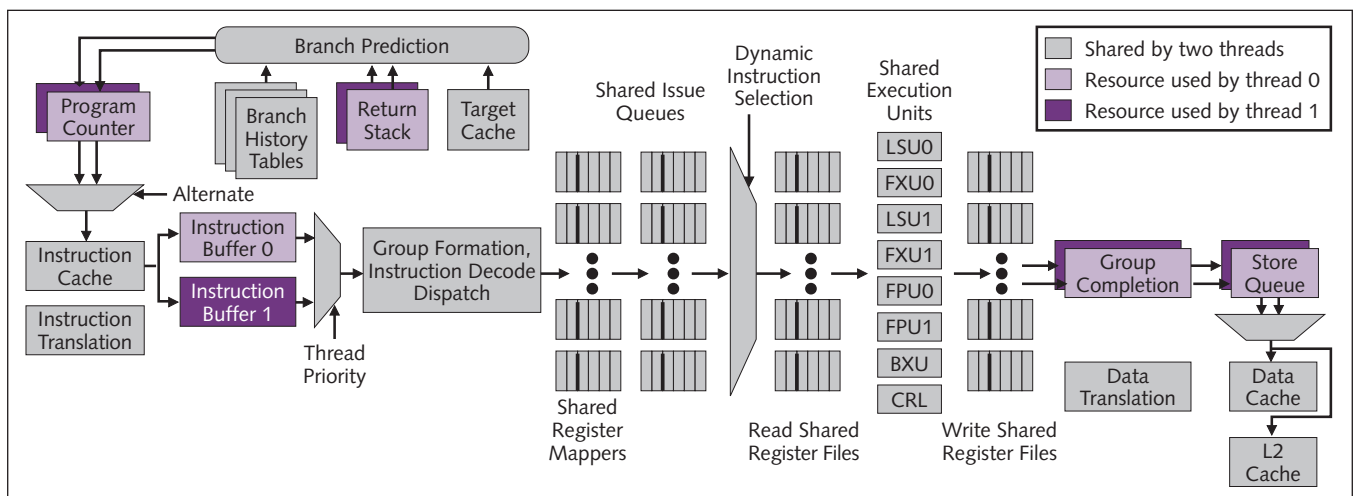 Branch Prediction
Program
Counter
Branch
History
Tables
Return
Stack
Target
Cache
Alternate
Instruction
Cache
Instruction
Translation
Instruction
Buffer 0
Instruction
Buffer 1
Thread
Priority
Group Formation,
Instruction Decode
Dispatch
Shared
Register
Mappers
Shared Issue
Queues
Dynamic
Instruction
Selection
Read Shared
Register Files
Shared
Execution
Units
LSU0
FXU0
LSU1
FXU1
FPU0
FPU1
BXU
CRL
Write Shared
Register Files
Group
Completion
Store
Queue
Data
Translation
Data
Cache
L2
Cache
Shared by two threads
Resource used by thread 0
Resource used by thread 1